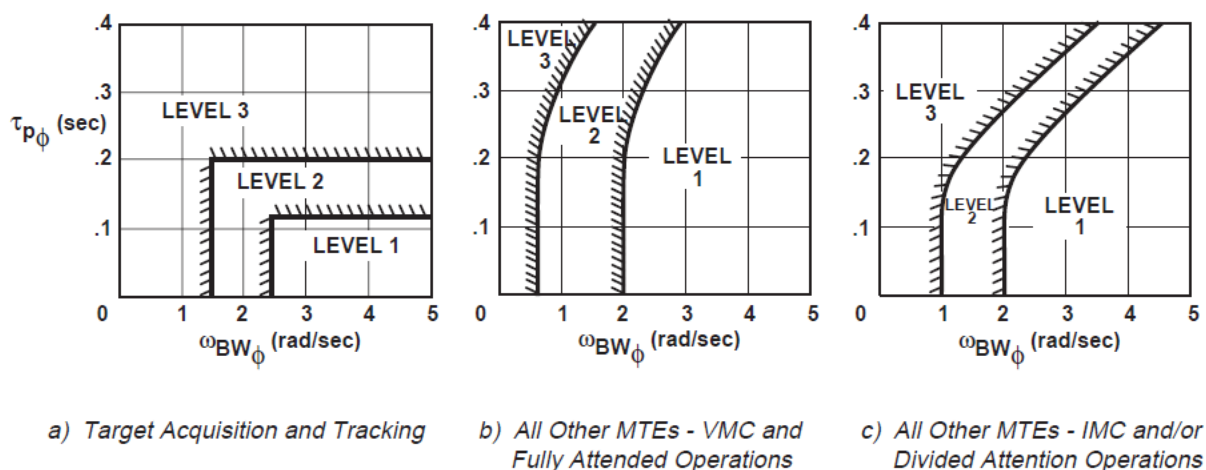 .4
.3
τpϕ (sec)
.2
.1
0
LEVEL 3
LEVEL 2
LEVEL 1
1
2
3
4
5
ωBWϕ (rad/sec)
a) Target Acquisition and Tracking
.4
.3
.2
.1
0
LEVEL
3
LEVEL
2
LEVEL
1
1
2
3
4
5
ωBWϕ (rad/sec)
b) All Other MTEs - VMC and
Fully Attended Operations
.4
.3
.2
.1
0
LEVEL
3
LEVEL
2
LEVEL
1
1
2
3
4
5
ωBWϕ (rad/sec)
c) All Other MTEs - IMC and/or
Divided Attention Operations